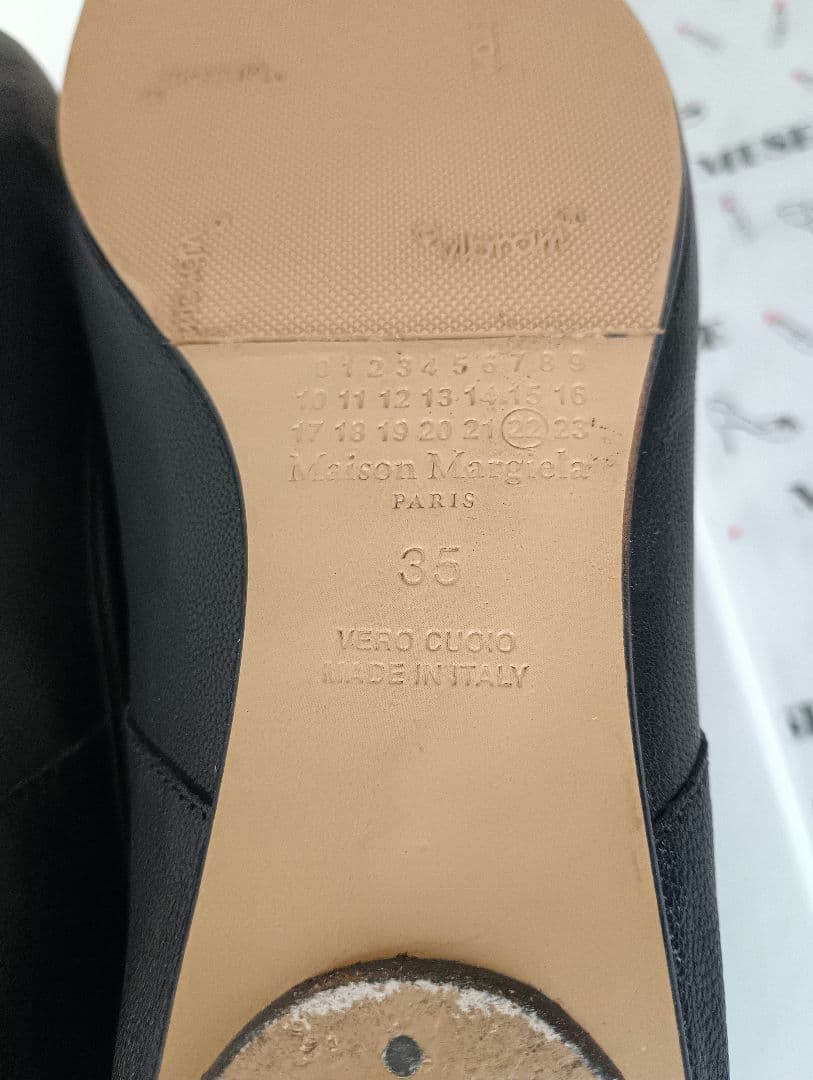 "vibram"
0 1 2 3 4 5 6 7 8 9
10 11 12 13 14 15 16
17 18 19 20 21 22 23
Maison Margiela
PARIS
35
VERO CUOIO
MADE IN ITALY